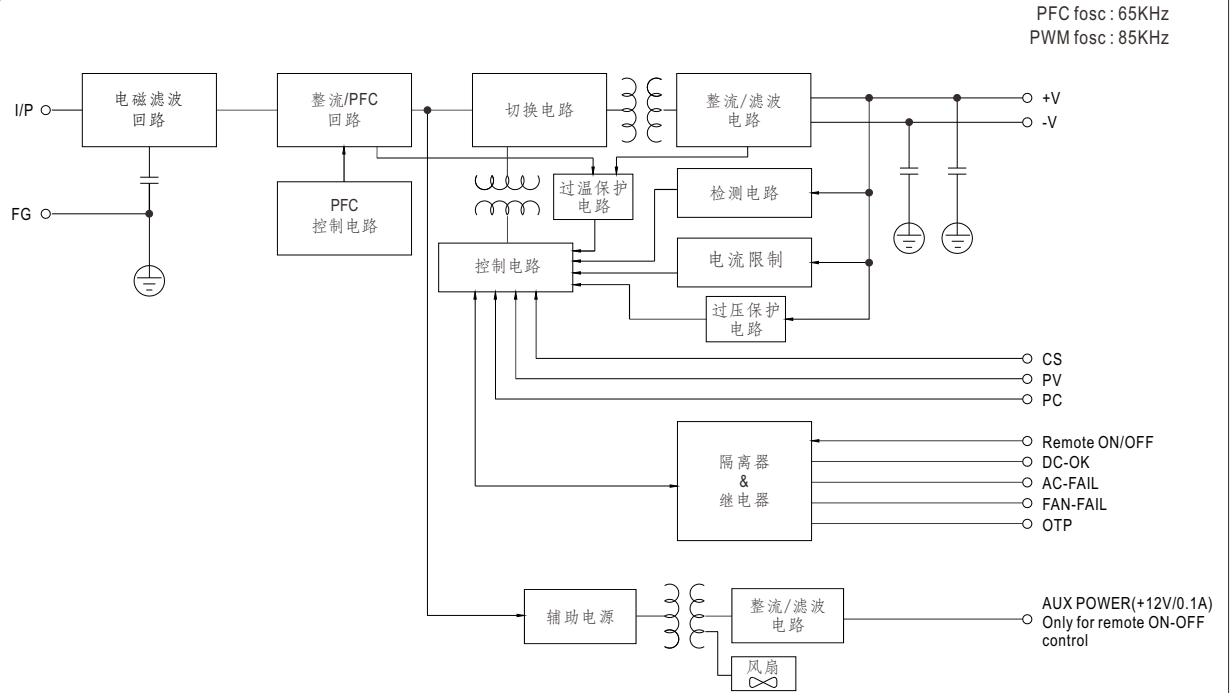 PFC fosc : 65KHz
PWM fosc : 85KHz
I/P
电磁滤波
回路
整流/PFC
回路
切换电路
整流/滤波
电路
+V
-V
FG
PFC
控制电路
过温保护
电路
检测电路
控制电路
电流限制
过压保护
电路
CS
PV
PC
隔离器
&
继电器
Remote ON/OFF
DC-OK
AC-FAIL
FAN-FAIL
OTP
辅助电源
整流/滤波
电路
AUX POWER(+12V/0.1A)
Only for remote ON-OFF
control
风扇